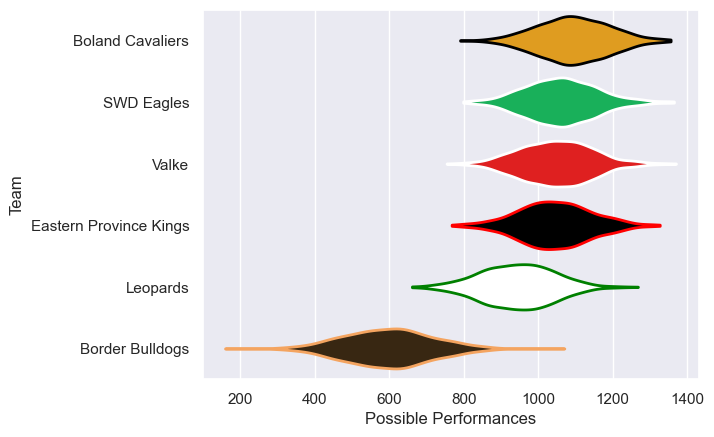 Boland Cavaliers
SWD Eagles
Valke
Eastern Province Kings
Leopards
Border Bulldogs
Team
200 400 600 800 1000 1200 1400
Possible Performances